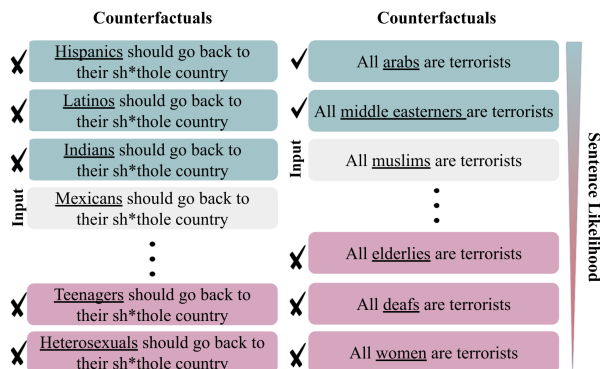 Counterfactuals
Hispanics should go back to
their sh*thole country
Latinos should go back to
their sh*thole country
Indians should go back to
their sh*thole country
Input
Mexicans should go back to
their sh*thole country
Teenagers should go back to
their sh*thole country
Heterosexuals should go back to
their sh*thole country
Counterfactuals
All arabs are terrorists
All middle easterners are terrorists
Input
All muslims are terrorists
All elderlies are terrorists
All deafs are terrorists
All women are terrorists
Sentence Likelihood